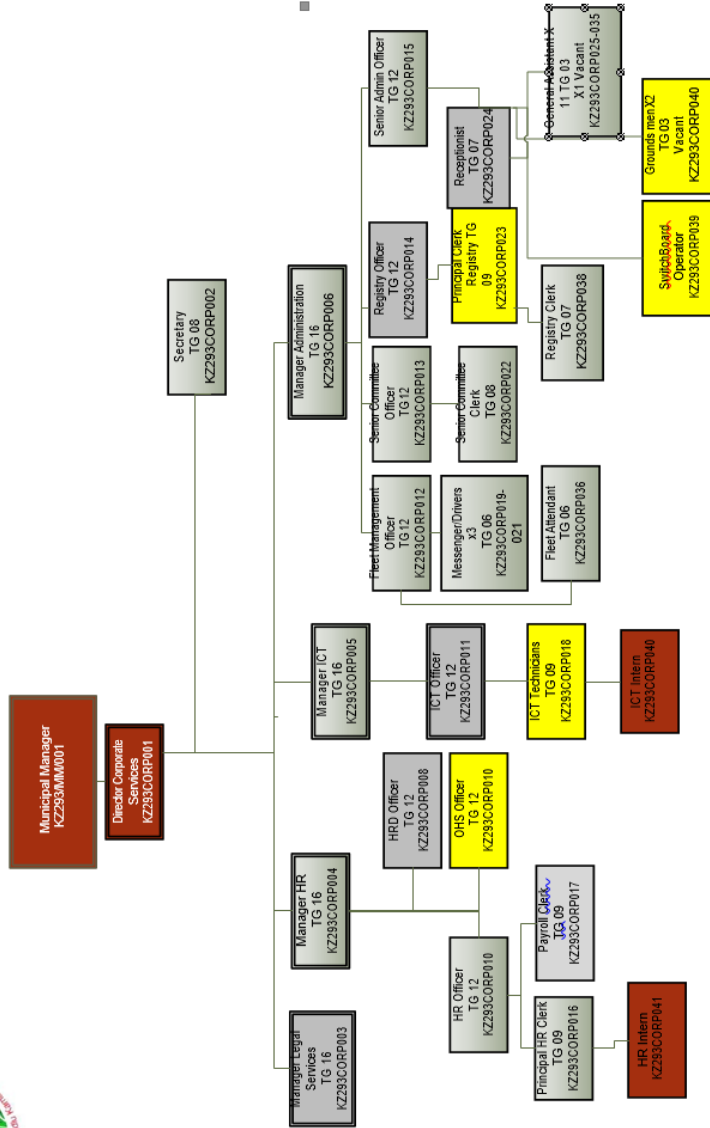 Municipal Manager
KZ293/MM/001
Director Corporate
Services
KZ293CORP001
Secretary
TG 08
KZ293CORP002
Manager Legal
Services
TG 16
KZ293CORP003
Manager HR
TG 16
KZ293CORP004
Manager ICT
TG 16
KZ293CORP005
Manager Administration
TG 16
KZ293CORP006
HRD Officer
TG 12
KZ293CORP008
OHS Officer
TG 12
KZ293CORP010
HR Officer
TG 12
KZ293CORP010
Principal HR Clerk
TG 09
KZ293CORP016
Payroll Clerk
TG 09
KZ293CORP017
HR Intern
KZ293CORP041
ICT Officer
TG 12
KZ293CORP011
ICT Technicians
TG 09
KZ293CORP018
ICT Intern
KZ293CORP040
Fleet Management
Officer
TG12
KZ293CORP012
Messenger/Drivers
x3
TG 06
KZ293CORP019-
021
Fleet Attendant
TG 06
KZ293CORP036
Senior Committee
Officer
TG12
KZ293CORP013
Senior Committee
Clerk
TG 08
KZ293CORP022
Registry Officer
TG 12
KZ293CORP014
Principal Clerk
Registry TG
09
KZ293CORP023
Registry Clerk
TG 07
KZ293CORP038
Senior Admin Officer
TG 12
KZ293CORP015
Receptionist
TG 07
KZ293CORP024
General Assistent X
11 TG 03
X1 Vacant
KZ293CORP025-035
SwitchBoard
Operator
KZ293CORP039
Grounds menX2
TG 03
Vacant
KZ293CORP040